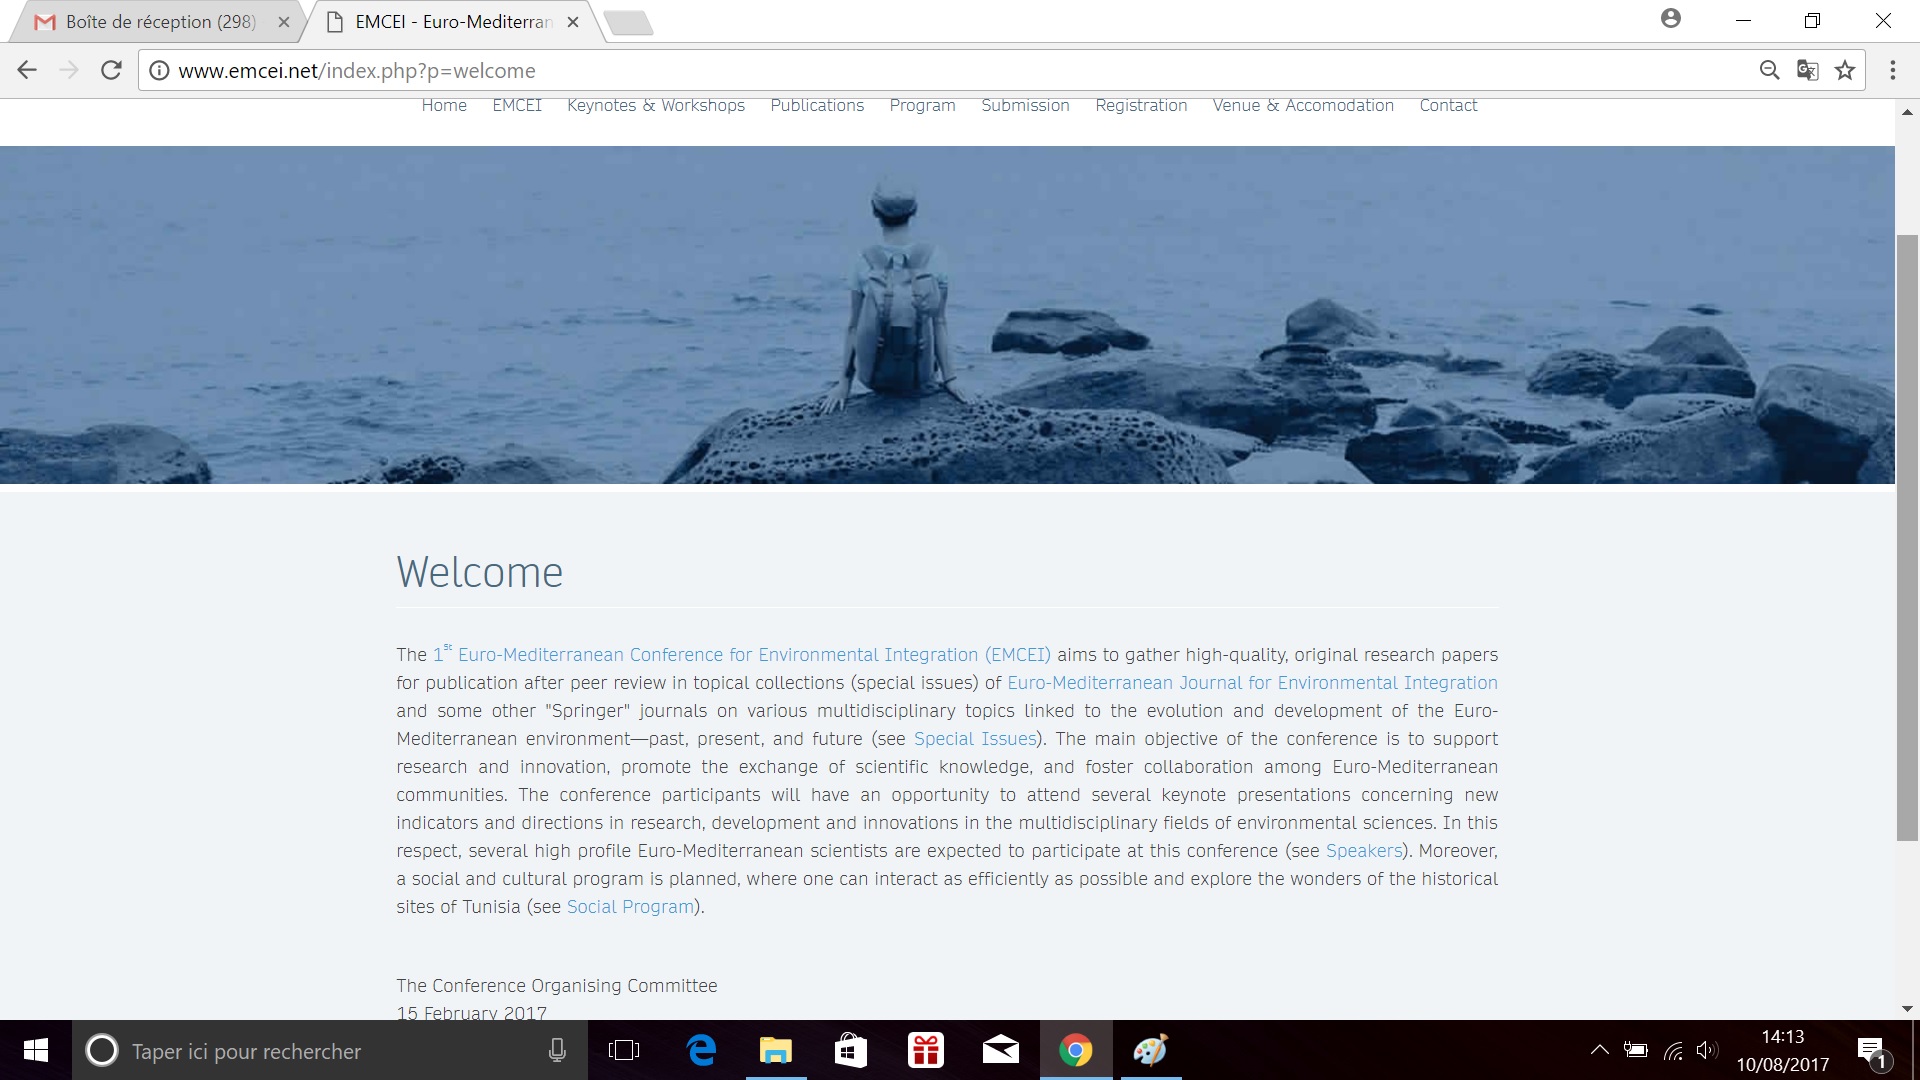 Boîte de réception (298)
EMCEI - Euro-Mediterran
www.emcei.net/index.php?p=welcome
Home EMCEI Keynotes & Workshops Publications Program Submission Registration Venue & Accomodation Contact
Welcome
The 1st Euro-Mediterranean Conference for Environmental Integration (EMCEI) aims to gather high-quality, original research papers
for publication after peer review in topical collections (special issues) of Euro-Mediterranean Journal for Environmental Integration
and some other "Springer" journals on various multidisciplinary topics linked to the evolution and development of the Euro-
Mediterranean environment—past, present, and future (see Special Issues). The main objective of the conference is to support
research and innovation, promote the exchange of scientific knowledge, and foster collaboration among Euro-Mediterranean
communities. The conference participants will have an opportunity to attend several keynote presentations concerning new
indicators and directions in research, development and innovations in the multidisciplinary fields of environmental sciences. In this
respect, several high profile Euro-Mediterranean scientists are expected to participate at this conference (see Speakers). Moreover,
a social and cultural program is planned, where one can interact as efficiently as possible and explore the wonders of the historical
sites of Tunisia (see Social Program).
The Conference Organising Committee
15 February 2017
Taper ici pour rechercher
14:13
10/08/2017
1